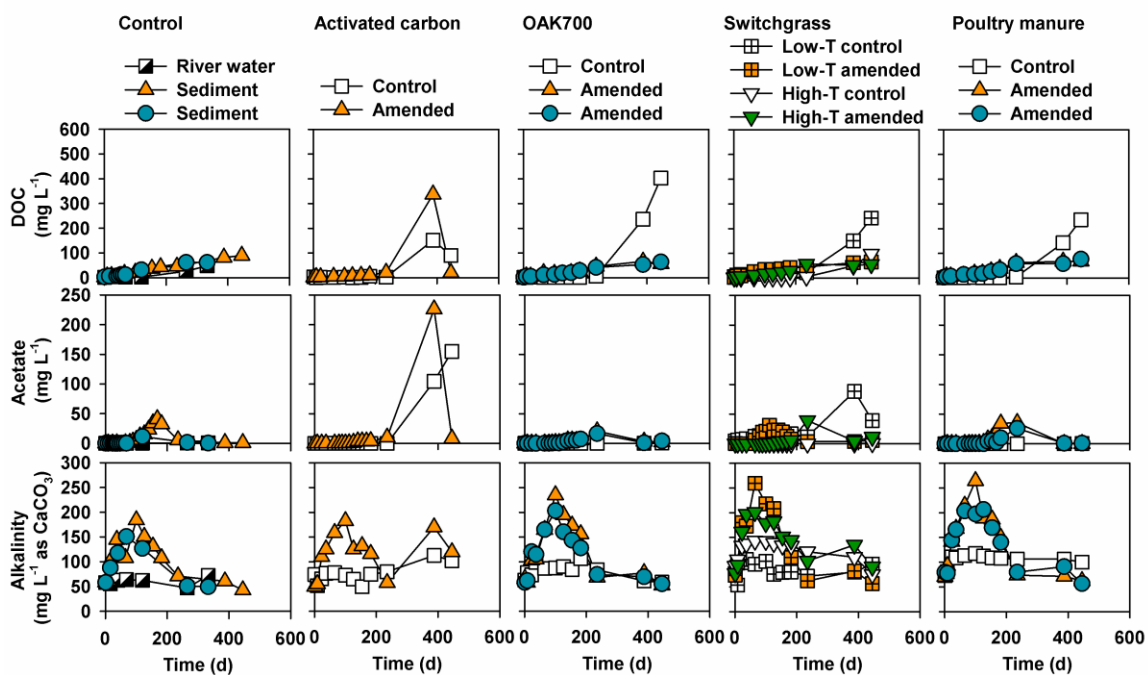 Control
River water
Sediment
Sediment
Activated carbon
Control
Amended
OAK700
Control
Amended
Amended
Switchgrass
Low-T control
Low-T amended
High-T control
High-T amended
Poultry manure
Control
Amended
Amended
DOC
(mg L⁻¹)
600
500
400
300
200
100
0
Acetate
(mg L⁻¹)
250
200
150
100
50
0
Alkalinity
(mg L⁻¹ as CaCO₃)
300
250
200
150
100
50
0
0 200 400 600
0 200 400 600
0 200 400 600
0 200 400 600
0 200 400 600
Time (d)
Time (d)
Time (d)
Time (d)
Time (d)